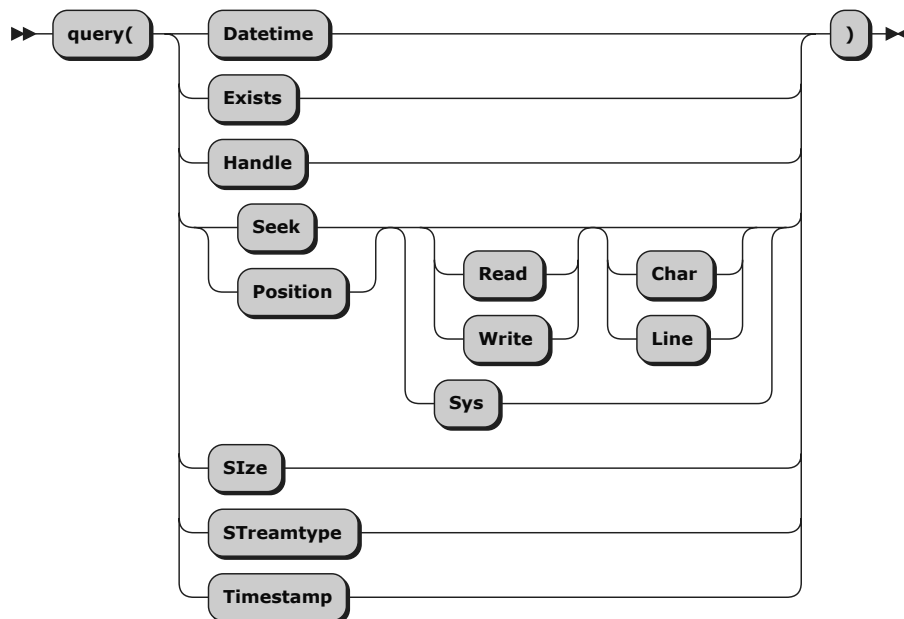 query( Datetime )
Exists
Handle
Seek
Read Char
Position
Write Line
Sys
SIze
STreamtype
Timestamp